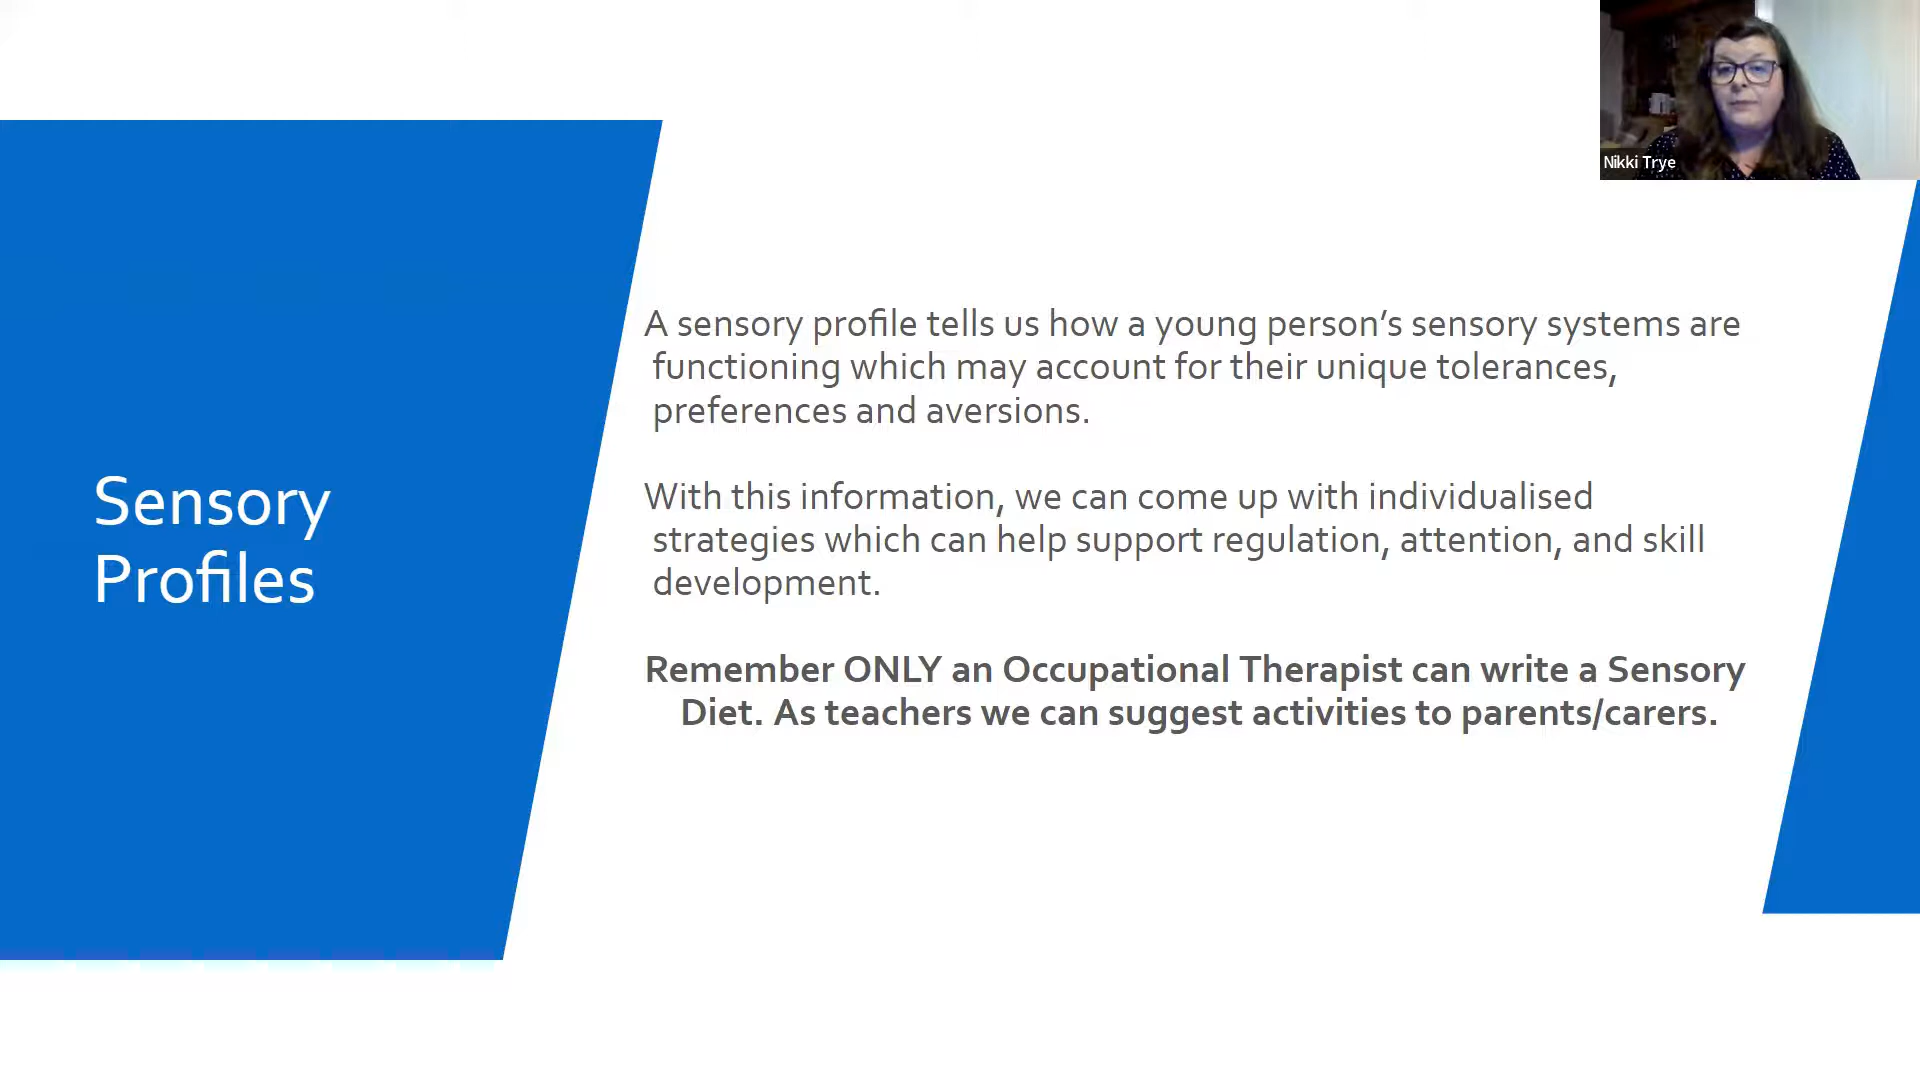 Nikki Trye
Sensory
Profiles
A sensory profile tells us how a young person’s sensory systems are
functioning which may account for their unique tolerances,
preferences and aversions.
With this information, we can come up with individualised
strategies which can help support regulation, attention, and skill
development.
Remember ONLY an Occupational Therapist can write a Sensory
Diet. As teachers we can suggest activities to parents/carers.